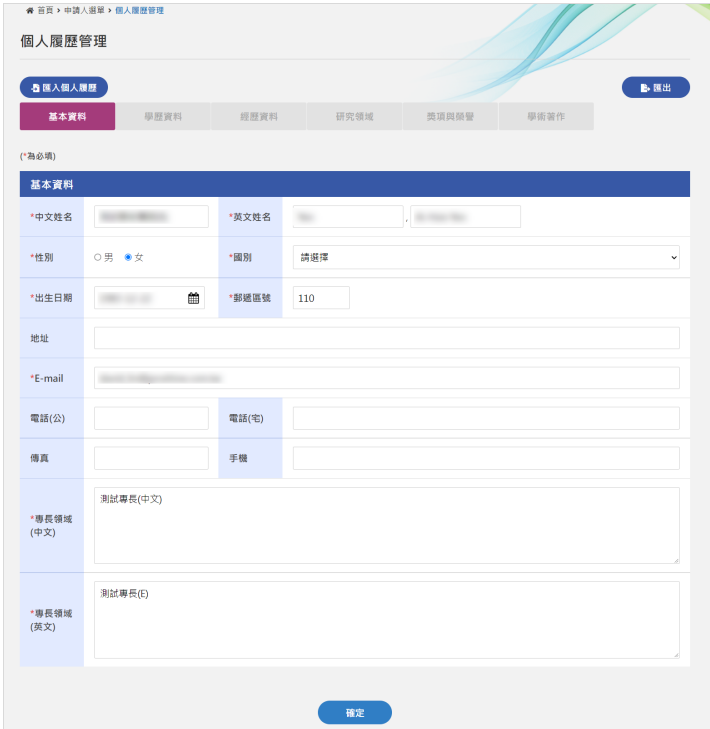 首頁 › 申請人選單 › 個人履歷管理
個人履歷管理
匯入個人履歷
匯出
基本資料 學歷資料 經歷資料 研究領域 獎項與榮譽 學術著作
(*為必填)
基本資料
*中文姓名 *英文姓名 ,
*性別 男 女 *國別 請選擇
*出生日期 *郵遞區號 110
地址
*E-mail
電話(公) 電話(宅)
傳真 手機
測試專長(中文)
*專長領域
(中文)
測試專長(E)
*專長領域
(英文)
確定